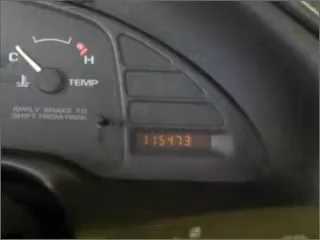 C H
TEMP
APPLY BRAKE TO
SHIFT FROM PARK
115473